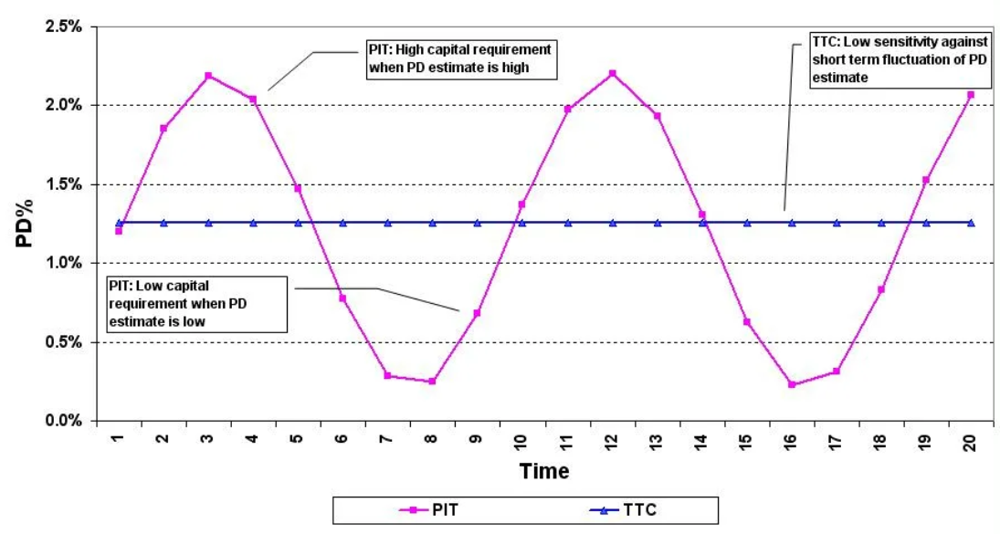 2.5%
2.0%
1.5%
1.0%
0.5%
0.0%
PD%
PIT: High capital requirement
when PD estimate is high
TTC: Low sensitivity against
short term fluctuation of PD
estimate
PIT: Low capital
requirement when PD
estimate is low
1 2 3 4 5 6 7 8 9 10 11 12 13 14 15 16 17 18 19 20
Time
PIT TTC